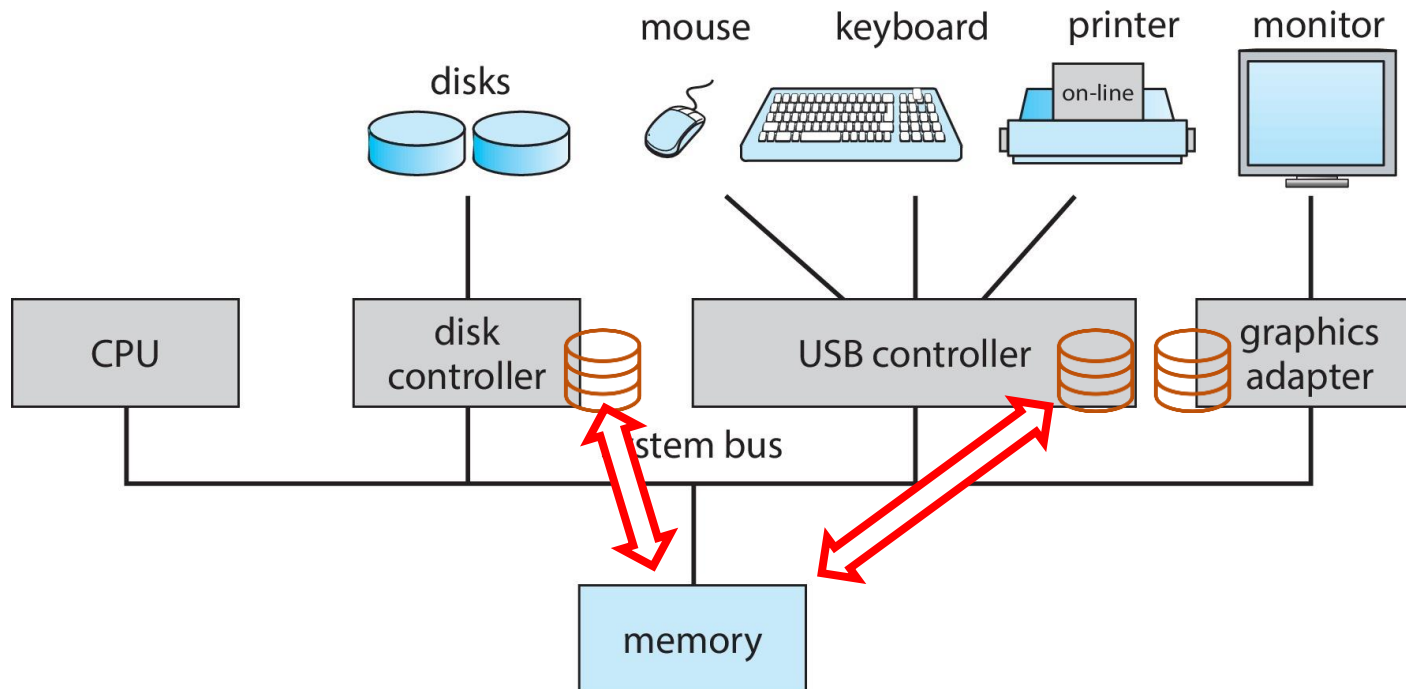 mouse
keyboard
printer
monitor
disks
on-line
CPU
disk
controller
USB controller
graphics
adapter
stem bus
memory